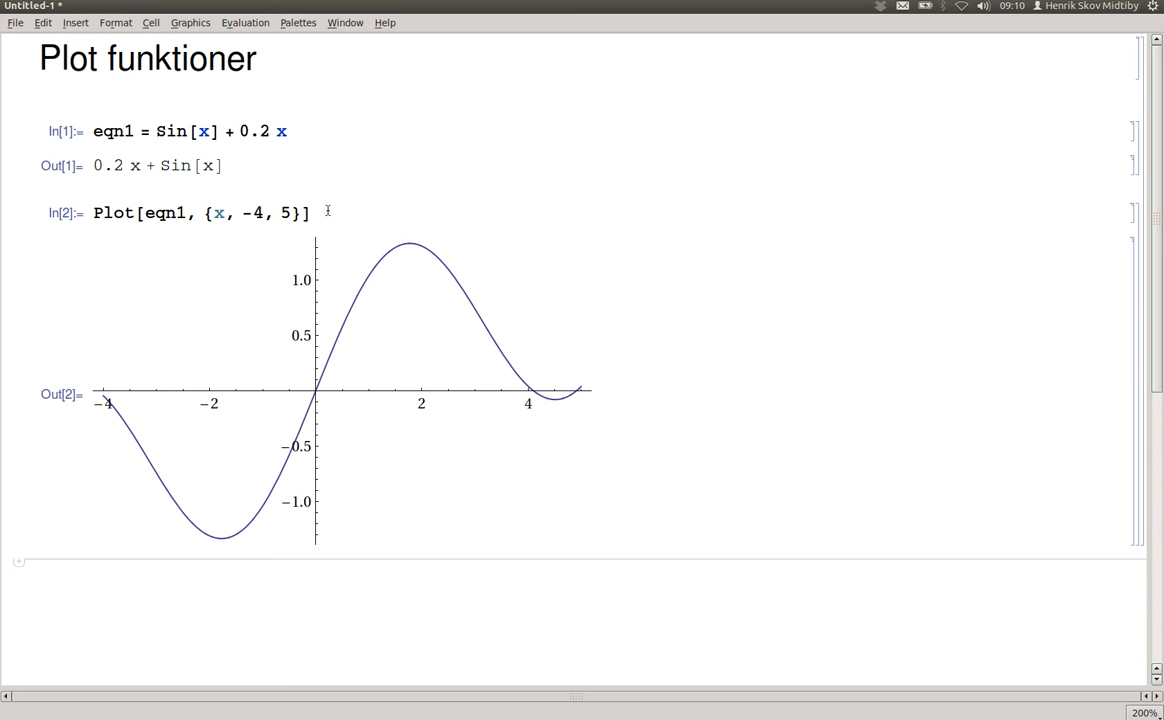 Untitled-1 *
09:10 Henrik Skov Midtiby
File Edit Insert Format Cell Graphics Evaluation Palettes Window Help
Plot funktioner
In[1]:= eqn1 = Sin[x] + 0.2 x
Out[1]= 0.2 x + Sin[x]
In[2]:= Plot[eqn1, {x, -4, 5}]
1.0
0.5
Out[2]=
-4 -2 2 4
-0.5
-1.0
200%